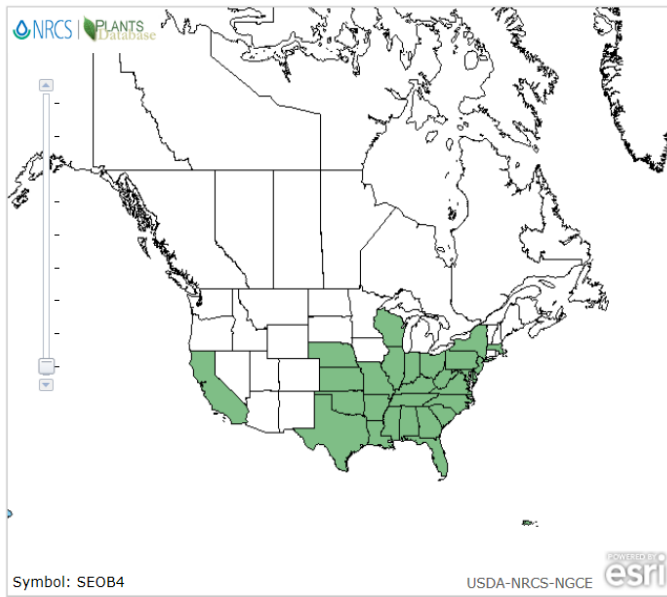 NRCS | PLANTS
Database
Symbol: SEOB4
USDA-NRCS-NGCE
POWERED BY
esri